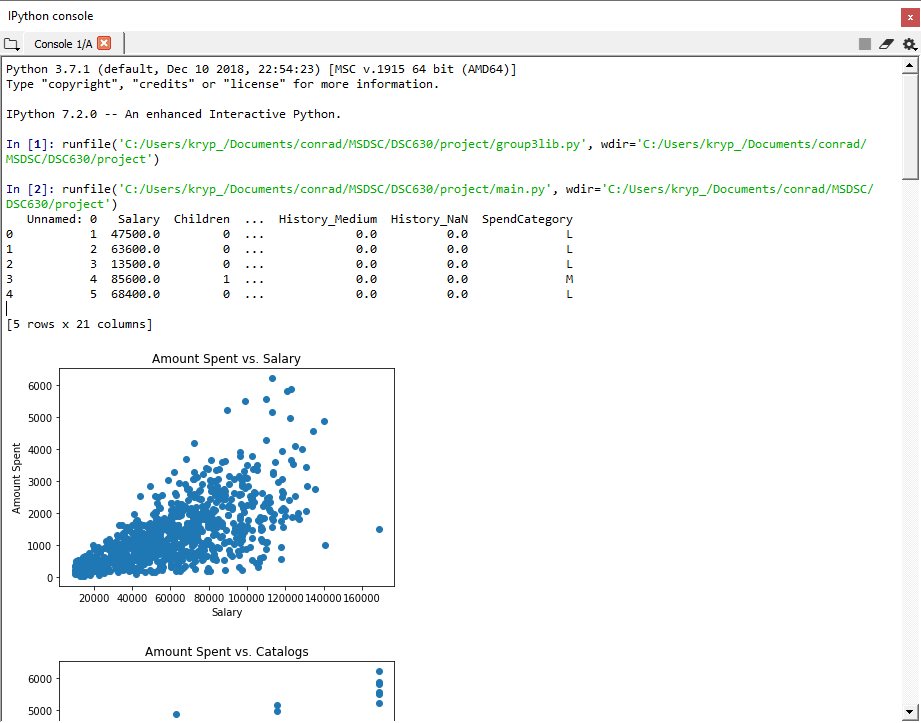 IPython console
Console 1/A
Python 3.7.1 (default, Dec 10 2018, 22:54:23) [MSC v.1915 64 bit (AMD64)]
Type "copyright", "credits" or "license" for more information.
IPython 7.2.0 -- An enhanced Interactive Python.
In [1]: runfile('C:/Users/kryp_/Documents/conrad/MSDSC/DSC630/project/group3lib.py', wdir='C:/Users/kryp_/Documents/conrad/
MSDSC/DSC630/project')
In [2]: runfile('C:/Users/kryp_/Documents/conrad/MSDSC/DSC630/project/main.py', wdir='C:/Users/kryp_/Documents/conrad/MSDSC/
DSC630/project')
Unnamed: 0 Salary Children ... History_Medium History_NaN SpendCategory
0 1 47500.0 0 ... 0.0 0.0 L
1 2 63600.0 0 ... 0.0 0.0 L
2 3 13500.0 0 ... 0.0 0.0 L
3 4 85600.0 1 ... 0.0 0.0 M
4 5 68400.0 0 ... 0.0 0.0 L
[5 rows x 21 columns]
Amount Spent vs. Salary
6000
5000
4000
3000
2000
1000
0
Amount Spent
20000 40000 60000 80000 100000 120000 140000 160000
Salary
Amount Spent vs. Catalogs
6000
5000